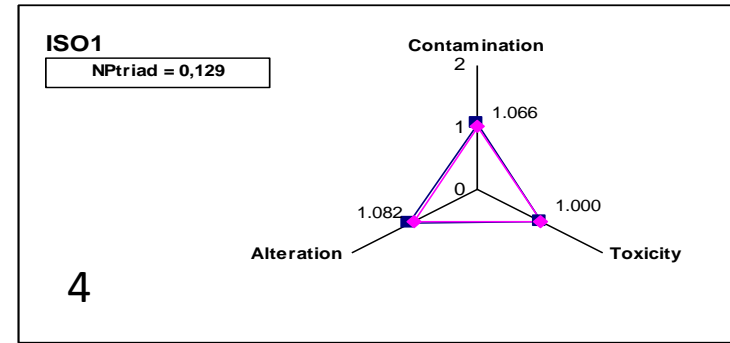 ISO1
NPtriad = 0,129
Contamination
2
1.066
1
0
1.082
1.000
Alteration
Toxicity
4